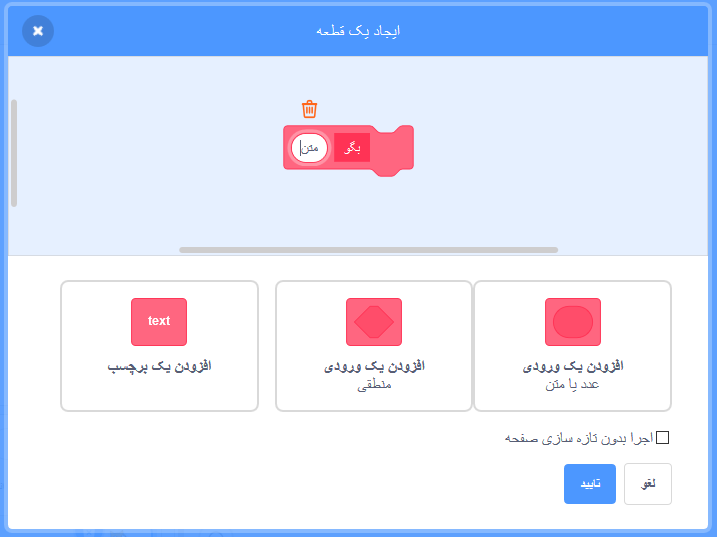 ایجاد یک قطعه
بگو متن
افزودن یک ورودی
عدد یا متن
افزودن یک ورودی
منطقی
text
افزودن یک برچسب
اجرا بدون تازه سازی صفحه
لغو
تایید